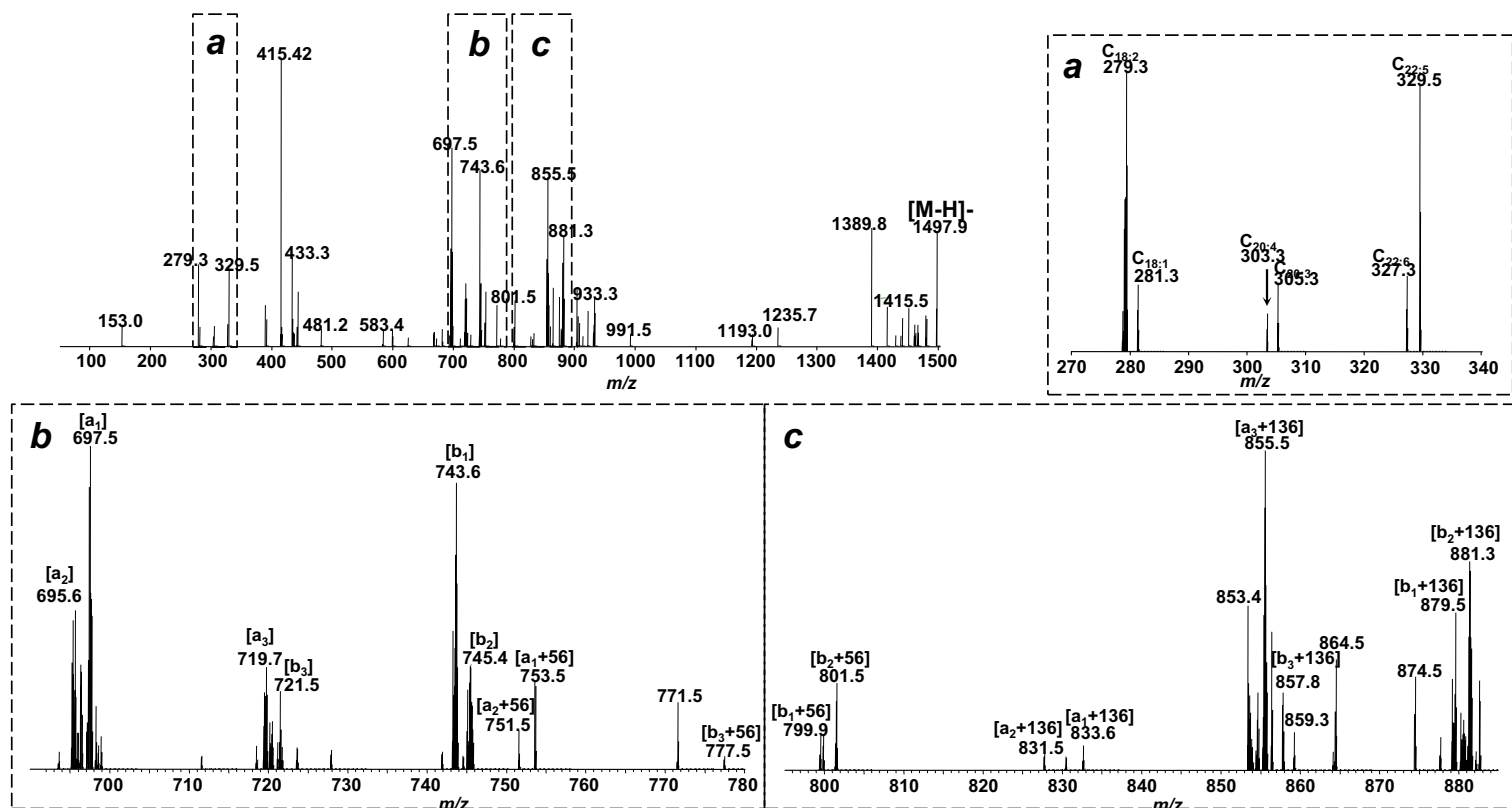 a
b
c
415.42
697.5
743.6
855.5
881.3
[M-H]-
1497.9
1389.8
279.3
329.5
433.3
153.0
481.2
583.4
801.5
933.3
991.5
1193.0
1235.7
1415.5
100 200 300 400 500 600 700 800 900 1000 1100 1200 1300 1400 1500
m/z
a
C18:2
279.3
C22:5
329.5
C18:1
281.3
C20:4
303.3
C20:3
305.3
C22:6
327.3
270 280 290 300 310 320 330 340
m/z
b
[a1]
697.5
[a2]
695.6
[a3]
719.7
[b3]
721.5
[b1]
743.6
[b2]
745.4
[a1+56]
753.5
[a2+56]
751.5
771.5
[b3+56]
777.5
700 710 720 730 740 750 760 770 780
m/z
c
[a3+136]
855.5
[b2+136]
881.3
[b1+136]
879.5
853.4
[b3+136]
857.8
864.5
874.5
859.3
[b2+56]
801.5
[b1+56]
799.9
[a2+136]
831.5
[a1+136]
833.6
800 810 820 830 840 850 860 870 880
m/z